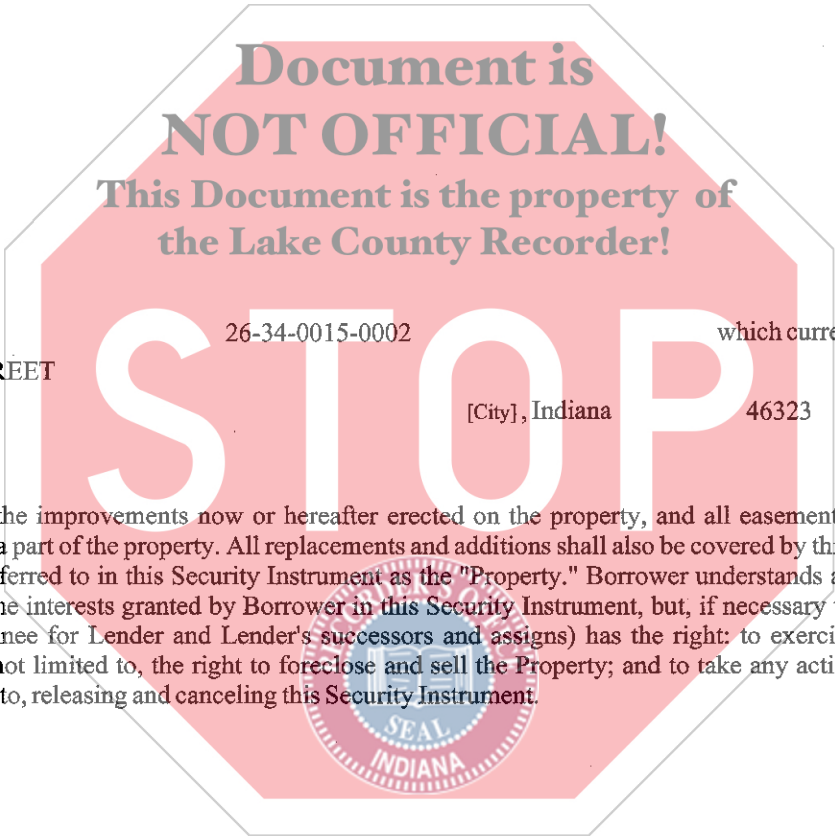 Document is
NOT OFFICIAL!
This Document is the property of
the Lake County Recorder!
STOP
26-34-0015-0002 which curre
REET
[City], Indiana 46323
he improvements now or hereafter erected on the property, and all easement
a part of the property. All replacements and additions shall also be covered by thi
ferred to in this Security Instrument as the "Property." Borrower understands a
ne interests granted by Borrower in this Security Instrument, but, if necessary
nee for Lender and Lender's successors and assigns) has the right: to exerci
not limited to, the right to foreclose and sell the Property; and to take any acti
to, releasing and canceling this Security Instrument.
RECORDER'S OFFICE
SEAL
INDIANA